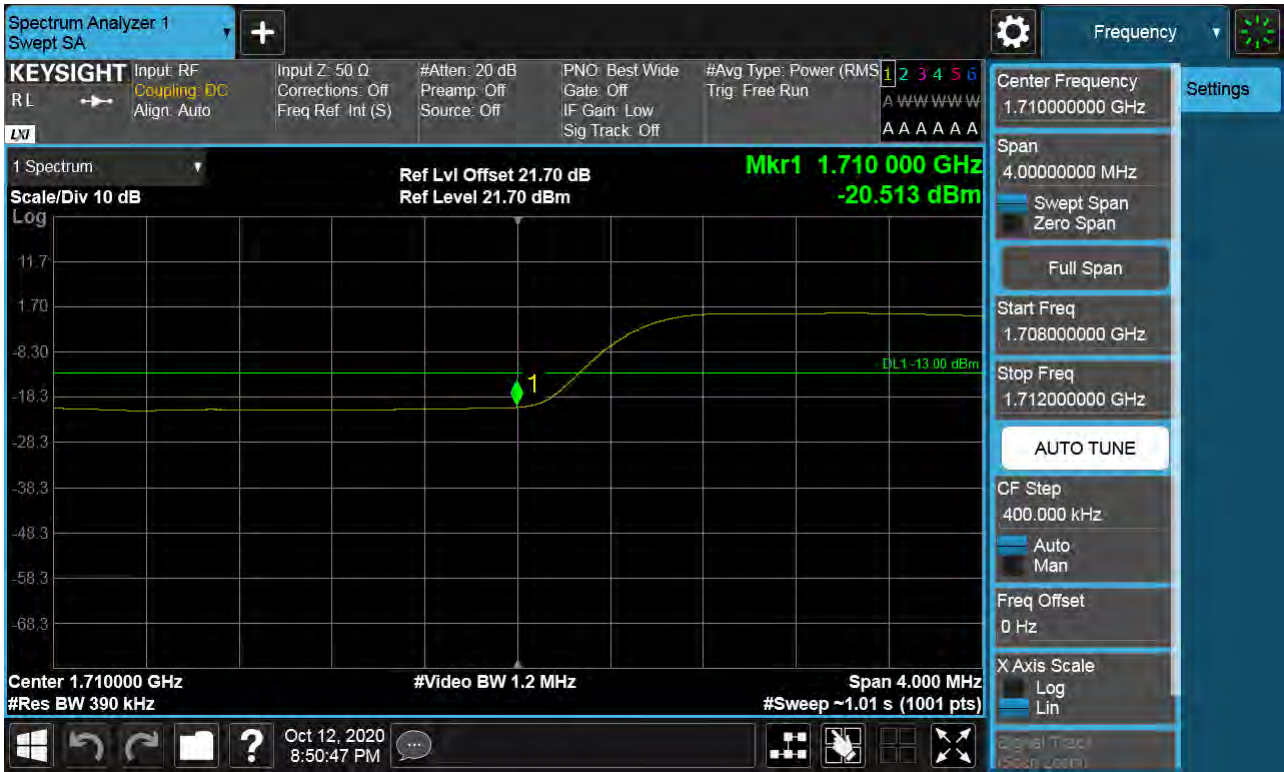 Spectrum Analyzer 1
Swept SA
+
Frequency
KEYSIGHT
R L
LXI
Input: RF
Coupling: DC
Align: Auto
Input Z: 50 Ω
Corrections: Off
Freq Ref: Int (S)
#Atten: 20 dB
Preamp: Off
Source: Off
PNO: Best Wide
Gate: Off
IF Gain: Low
Sig Track: Off
#Avg Type: Power (RMS
Trig: Free Run
1 2 3 4 5 6
A W W W W W
A A A A A A
1 Spectrum
Scale/Div 10 dB
Log
Ref Lvl Offset 21.70 dB
Ref Level 21.70 dBm
Mkr1 1.710 000 GHz
-20.513 dBm
11.7
1.70
-8.30
-18.3
-28.3
-38.3
-48.3
-58.3
-68.3
DL1 -13.00 dBm
1
Center 1.710000 GHz
#Res BW 390 kHz
#Video BW 1.2 MHz
Span 4.000 MHz
#Sweep ~1.01 s (1001 pts)
Center Frequency
1.710000000 GHz
Span
4.00000000 MHz
Swept Span
Zero Span
Full Span
Start Freq
1.708000000 GHz
Stop Freq
1.712000000 GHz
AUTO TUNE
CF Step
400.000 kHz
Auto
Man
Freq Offset
0 Hz
X Axis Scale
Log
Lin
Signal Track
(Span Zoom)
Settings
?
Oct 12, 2020
8:50:47 PM